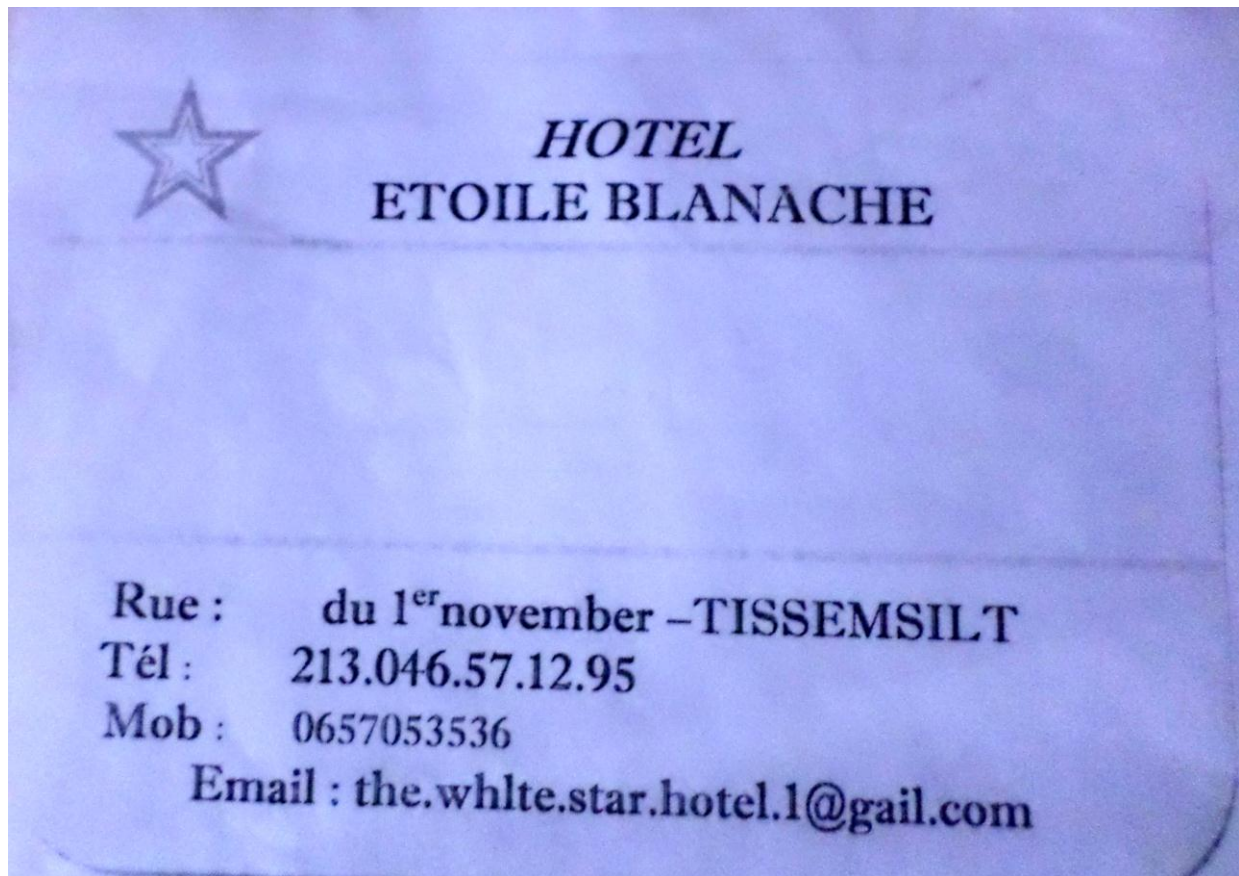 HOTEL
ETOILE BLANACHE
Rue : du 1er november –TISSEMSILT
Tél : 213.046.57.12.95
Mob : 0657053536
Email : the.whlte.star.hotel.1@gail.com